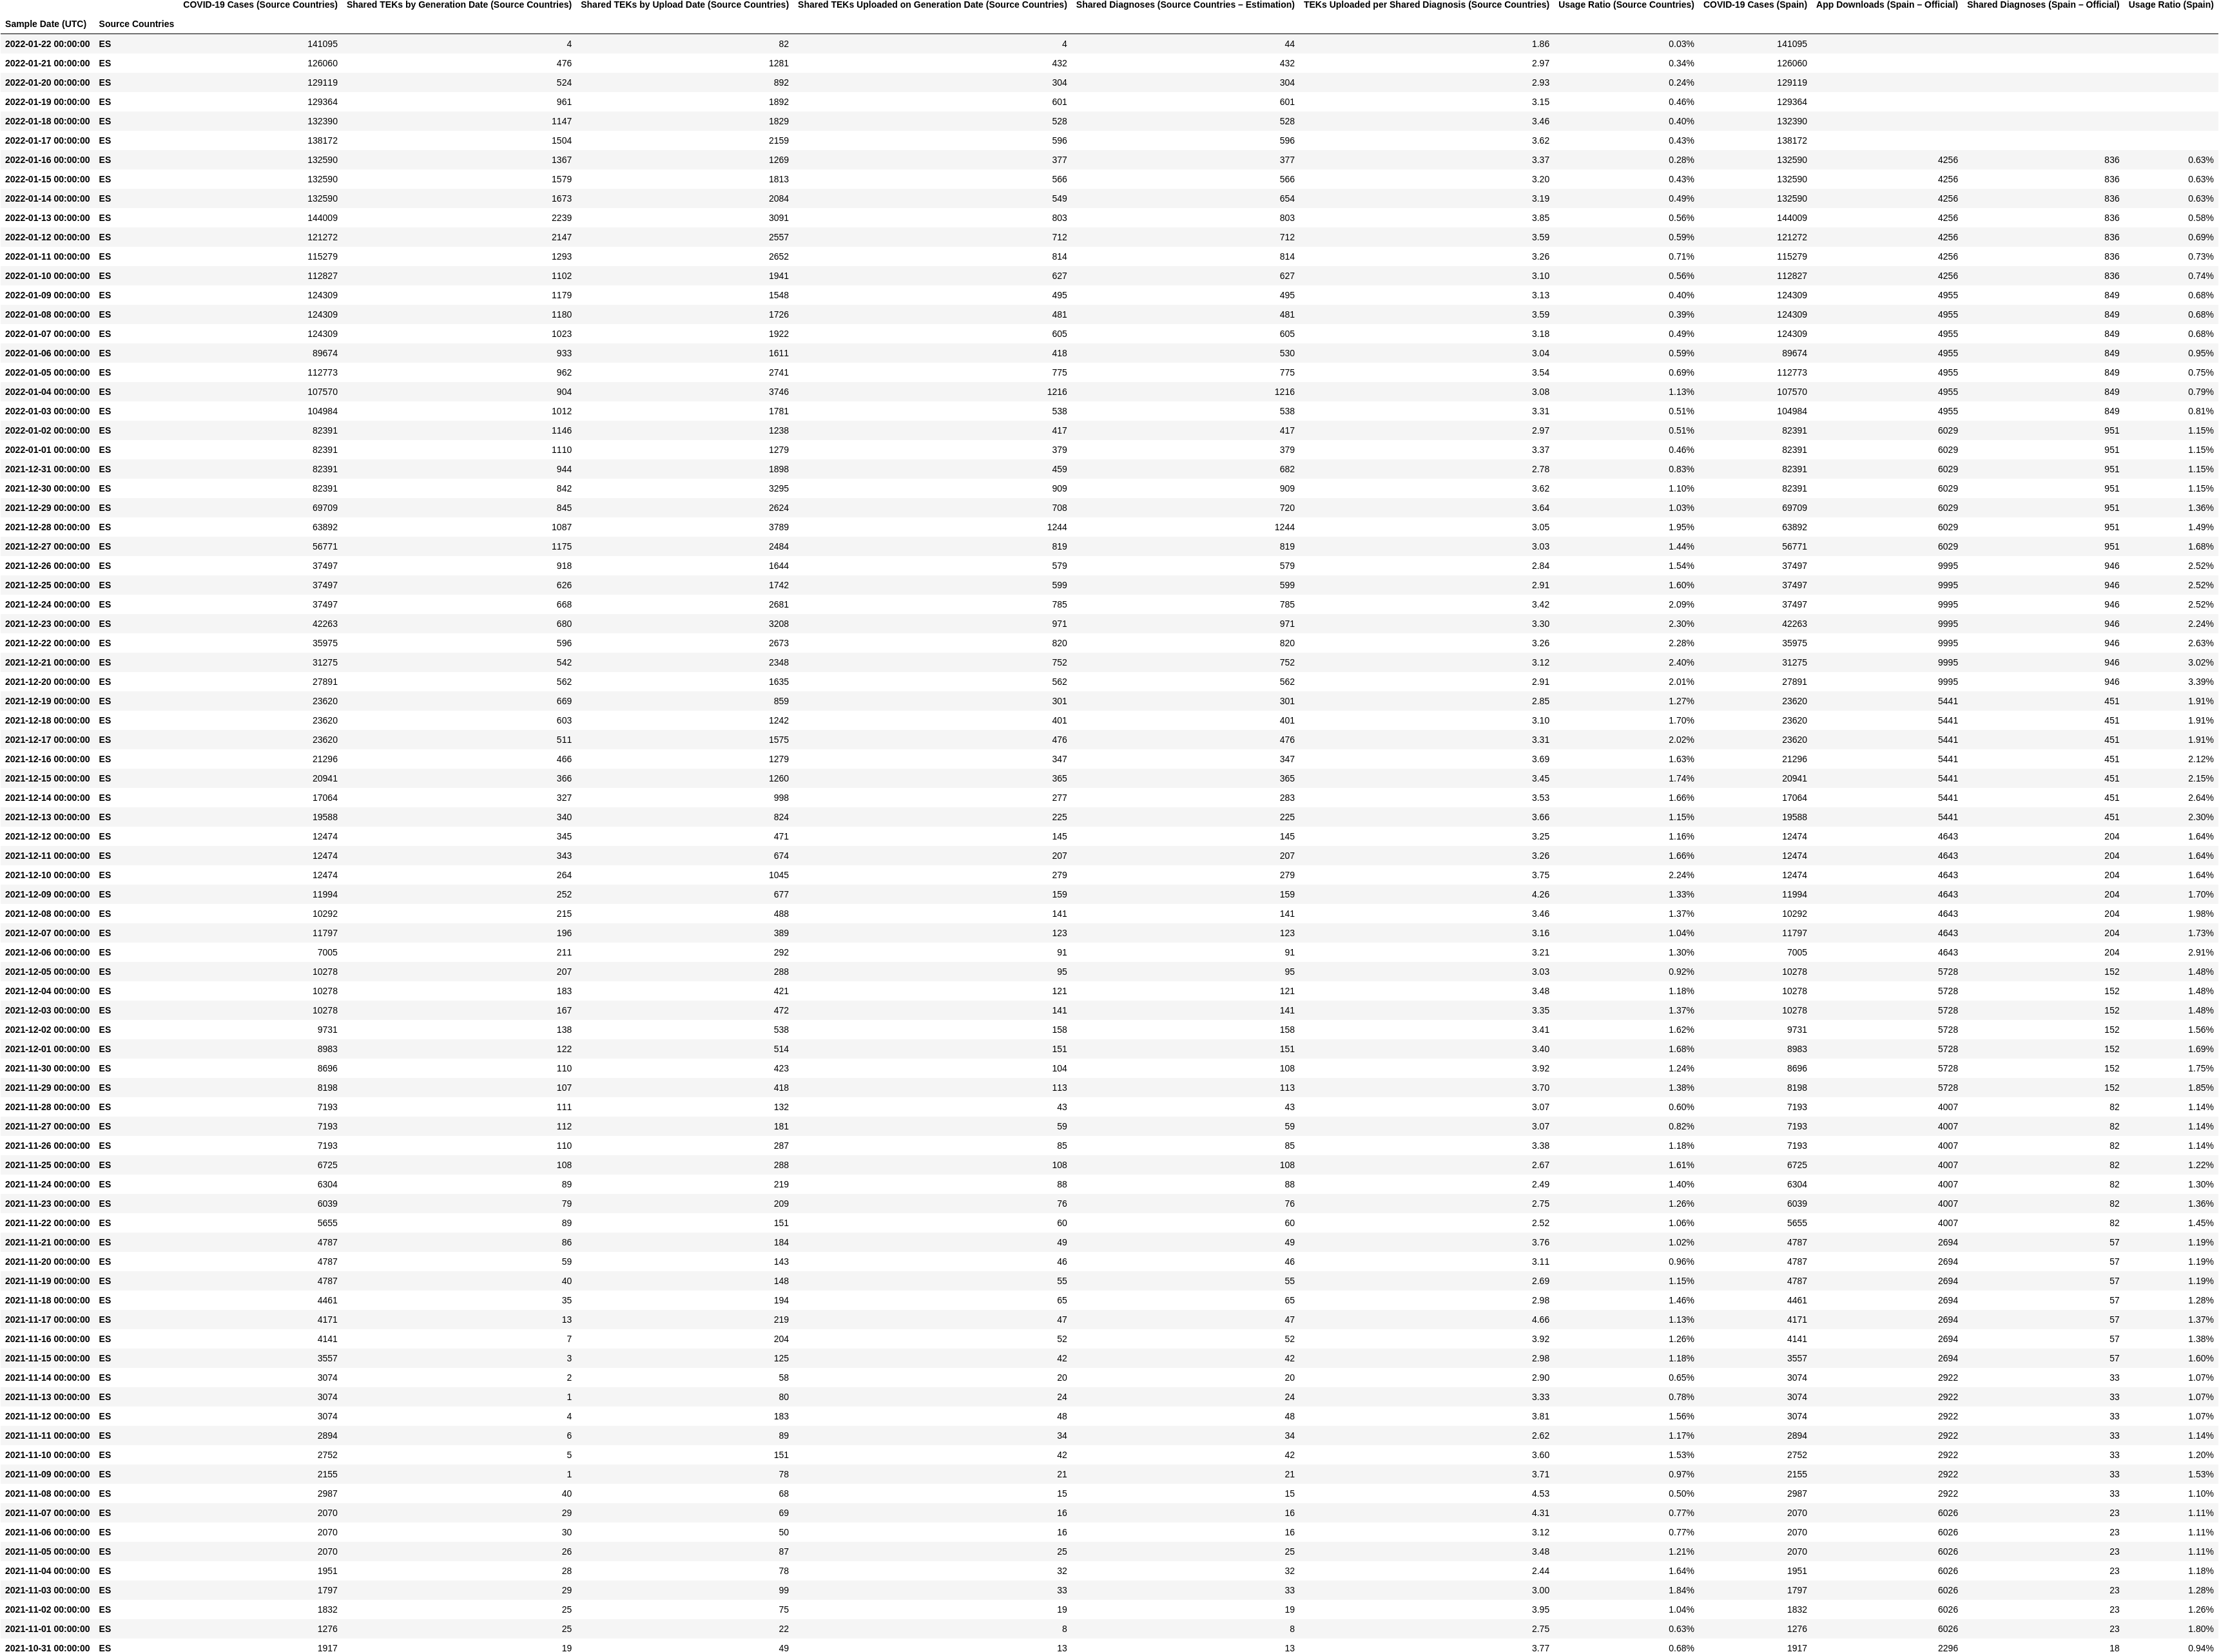 COVID-19 Cases (Source Countries) Shared TEKs by Generation Date (Source Countries) Shared TEKs by Upload Date (Source Countries) Shared TEKs Uploaded on Generation Date (Source Countries) Shared Diagnoses (Source Countries – Estimation) TEKs Uploaded per Shared Diagnosis (Source Countries) Usage Ratio (Source Countries) COVID-19 Cases (Spain) App Downloads (Spain – Official) Shared Diagnoses (Spain – Official) Usage Ratio (Spain)
Sample Date (UTC) Source Countries
2022-01-22 00:00:00 ES 141095 4 82 4 44 1.86 0.03% 141095
2022-01-21 00:00:00 ES 126060 476 1281 432 432 2.97 0.34% 126060
2022-01-20 00:00:00 ES 129119 524 892 304 304 2.93 0.24% 129119
2022-01-19 00:00:00 ES 129364 961 1892 601 601 3.15 0.46% 129364
2022-01-18 00:00:00 ES 132390 1147 1829 528 528 3.46 0.40% 132390
2022-01-17 00:00:00 ES 138172 1504 2159 596 596 3.62 0.43% 138172
2022-01-16 00:00:00 ES 132590 1367 1269 377 377 3.37 0.28% 132590 4256 836 0.63%
2022-01-15 00:00:00 ES 132590 1579 1813 566 566 3.20 0.43% 132590 4256 836 0.63%
2022-01-14 00:00:00 ES 132590 1673 2084 549 654 3.19 0.49% 132590 4256 836 0.63%
2022-01-13 00:00:00 ES 144009 2239 3091 803 803 3.85 0.56% 144009 4256 836 0.58%
2022-01-12 00:00:00 ES 121272 2147 2557 712 712 3.59 0.59% 121272 4256 836 0.69%
2022-01-11 00:00:00 ES 115279 1293 2652 814 814 3.26 0.71% 115279 4256 836 0.73%
2022-01-10 00:00:00 ES 112827 1102 1941 627 627 3.10 0.56% 112827 4256 836 0.74%
2022-01-09 00:00:00 ES 124309 1179 1548 495 495 3.13 0.40% 124309 4955 849 0.68%
2022-01-08 00:00:00 ES 124309 1180 1726 481 481 3.59 0.39% 124309 4955 849 0.68%
2022-01-07 00:00:00 ES 124309 1023 1922 605 605 3.18 0.49% 124309 4955 849 0.68%
2022-01-06 00:00:00 ES 89674 933 1611 418 530 3.04 0.59% 89674 4955 849 0.95%
2022-01-05 00:00:00 ES 112773 962 2741 775 775 3.54 0.69% 112773 4955 849 0.75%
2022-01-04 00:00:00 ES 107570 904 3746 1216 1216 3.08 1.13% 107570 4955 849 0.79%
2022-01-03 00:00:00 ES 104984 1012 1781 538 538 3.31 0.51% 104984 4955 849 0.81%
2022-01-02 00:00:00 ES 82391 1146 1238 417 417 2.97 0.51% 82391 6029 951 1.15%
2022-01-01 00:00:00 ES 82391 1110 1279 379 379 3.37 0.46% 82391 6029 951 1.15%
2021-12-31 00:00:00 ES 82391 944 1898 459 682 2.78 0.83% 82391 6029 951 1.15%
2021-12-30 00:00:00 ES 82391 842 3295 909 909 3.62 1.10% 82391 6029 951 1.15%
2021-12-29 00:00:00 ES 69709 845 2624 708 720 3.64 1.03% 69709 6029 951 1.36%
2021-12-28 00:00:00 ES 63892 1087 3789 1244 1244 3.05 1.95% 63892 6029 951 1.49%
2021-12-27 00:00:00 ES 56771 1175 2484 819 819 3.03 1.44% 56771 6029 951 1.68%
2021-12-26 00:00:00 ES 37497 918 1644 579 579 2.84 1.54% 37497 9995 946 2.52%
2021-12-25 00:00:00 ES 37497 626 1742 599 599 2.91 1.60% 37497 9995 946 2.52%
2021-12-24 00:00:00 ES 37497 668 2681 785 785 3.42 2.09% 37497 9995 946 2.52%
2021-12-23 00:00:00 ES 42263 680 3208 971 971 3.30 2.30% 42263 9995 946 2.24%
2021-12-22 00:00:00 ES 35975 596 2673 820 820 3.26 2.28% 35975 9995 946 2.63%
2021-12-21 00:00:00 ES 31275 542 2348 752 752 3.12 2.40% 31275 9995 946 3.02%
2021-12-20 00:00:00 ES 27891 562 1635 562 562 2.91 2.01% 27891 9995 946 3.39%
2021-12-19 00:00:00 ES 23620 669 859 301 301 2.85 1.27% 23620 5441 451 1.91%
2021-12-18 00:00:00 ES 23620 603 1242 401 401 3.10 1.70% 23620 5441 451 1.91%
2021-12-17 00:00:00 ES 23620 511 1575 476 476 3.31 2.02% 23620 5441 451 1.91%
2021-12-16 00:00:00 ES 21296 466 1279 347 347 3.69 1.63% 21296 5441 451 2.12%
2021-12-15 00:00:00 ES 20941 366 1260 365 365 3.45 1.74% 20941 5441 451 2.15%
2021-12-14 00:00:00 ES 17064 327 998 277 283 3.53 1.66% 17064 5441 451 2.64%
2021-12-13 00:00:00 ES 19588 340 824 225 225 3.66 1.15% 19588 5441 451 2.30%
2021-12-12 00:00:00 ES 12474 345 471 145 145 3.25 1.16% 12474 4643 204 1.64%
2021-12-11 00:00:00 ES 12474 343 674 207 207 3.26 1.66% 12474 4643 204 1.64%
2021-12-10 00:00:00 ES 12474 264 1045 279 279 3.75 2.24% 12474 4643 204 1.64%
2021-12-09 00:00:00 ES 11994 252 677 159 159 4.26 1.33% 11994 4643 204 1.70%
2021-12-08 00:00:00 ES 10292 215 488 141 141 3.46 1.37% 10292 4643 204 1.98%
2021-12-07 00:00:00 ES 11797 196 389 123 123 3.16 1.04% 11797 4643 204 1.73%
2021-12-06 00:00:00 ES 7005 211 292 91 91 3.21 1.30% 7005 4643 204 2.91%
2021-12-05 00:00:00 ES 10278 207 288 95 95 3.03 0.92% 10278 5728 152 1.48%
2021-12-04 00:00:00 ES 10278 183 421 121 121 3.48 1.18% 10278 5728 152 1.48%
2021-12-03 00:00:00 ES 10278 167 472 141 141 3.35 1.37% 10278 5728 152 1.48%
2021-12-02 00:00:00 ES 9731 138 538 158 158 3.41 1.62% 9731 5728 152 1.56%
2021-12-01 00:00:00 ES 8983 122 514 151 151 3.40 1.68% 8983 5728 152 1.69%
2021-11-30 00:00:00 ES 8696 110 423 104 108 3.92 1.24% 8696 5728 152 1.75%
2021-11-29 00:00:00 ES 8198 107 418 113 113 3.70 1.38% 8198 5728 152 1.85%
2021-11-28 00:00:00 ES 7193 111 132 43 43 3.07 0.60% 7193 4007 82 1.14%
2021-11-27 00:00:00 ES 7193 112 181 59 59 3.07 0.82% 7193 4007 82 1.14%
2021-11-26 00:00:00 ES 7193 110 287 85 85 3.38 1.18% 7193 4007 82 1.14%
2021-11-25 00:00:00 ES 6725 108 288 108 108 2.67 1.61% 6725 4007 82 1.22%
2021-11-24 00:00:00 ES 6304 89 219 88 88 2.49 1.40% 6304 4007 82 1.30%
2021-11-23 00:00:00 ES 6039 79 209 76 76 2.75 1.26% 6039 4007 82 1.36%
2021-11-22 00:00:00 ES 5655 89 151 60 60 2.52 1.06% 5655 4007 82 1.45%
2021-11-21 00:00:00 ES 4787 86 184 49 49 3.76 1.02% 4787 2694 57 1.19%
2021-11-20 00:00:00 ES 4787 59 143 46 46 3.11 0.96% 4787 2694 57 1.19%
2021-11-19 00:00:00 ES 4787 40 148 55 55 2.69 1.15% 4787 2694 57 1.19%
2021-11-18 00:00:00 ES 4461 35 194 65 65 2.98 1.46% 4461 2694 57 1.28%
2021-11-17 00:00:00 ES 4171 13 219 47 47 4.66 1.13% 4171 2694 57 1.37%
2021-11-16 00:00:00 ES 4141 7 204 52 52 3.92 1.26% 4141 2694 57 1.38%
2021-11-15 00:00:00 ES 3557 3 125 42 42 2.98 1.18% 3557 2694 57 1.60%
2021-11-14 00:00:00 ES 3074 2 58 20 20 2.90 0.65% 3074 2922 33 1.07%
2021-11-13 00:00:00 ES 3074 1 80 24 24 3.33 0.78% 3074 2922 33 1.07%
2021-11-12 00:00:00 ES 3074 4 183 48 48 3.81 1.56% 3074 2922 33 1.07%
2021-11-11 00:00:00 ES 2894 6 89 34 34 2.62 1.17% 2894 2922 33 1.14%
2021-11-10 00:00:00 ES 2752 5 151 42 42 3.60 1.53% 2752 2922 33 1.20%
2021-11-09 00:00:00 ES 2155 1 78 21 21 3.71 0.97% 2155 2922 33 1.53%
2021-11-08 00:00:00 ES 2987 40 68 15 15 4.53 0.50% 2987 2922 33 1.10%
2021-11-07 00:00:00 ES 2070 29 69 16 16 4.31 0.77% 2070 6026 23 1.11%
2021-11-06 00:00:00 ES 2070 30 50 16 16 3.12 0.77% 2070 6026 23 1.11%
2021-11-05 00:00:00 ES 2070 26 87 25 25 3.48 1.21% 2070 6026 23 1.11%
2021-11-04 00:00:00 ES 1951 28 78 32 32 2.44 1.64% 1951 6026 23 1.18%
2021-11-03 00:00:00 ES 1797 29 99 33 33 3.00 1.84% 1797 6026 23 1.28%
2021-11-02 00:00:00 ES 1832 25 75 19 19 3.95 1.04% 1832 6026 23 1.26%
2021-11-01 00:00:00 ES 1276 25 22 8 8 2.75 0.63% 1276 6026 23 1.80%
2021-10-31 00:00:00 ES 1917 19 49 13 13 3.77 0.68% 1917 2296 18 0.94%